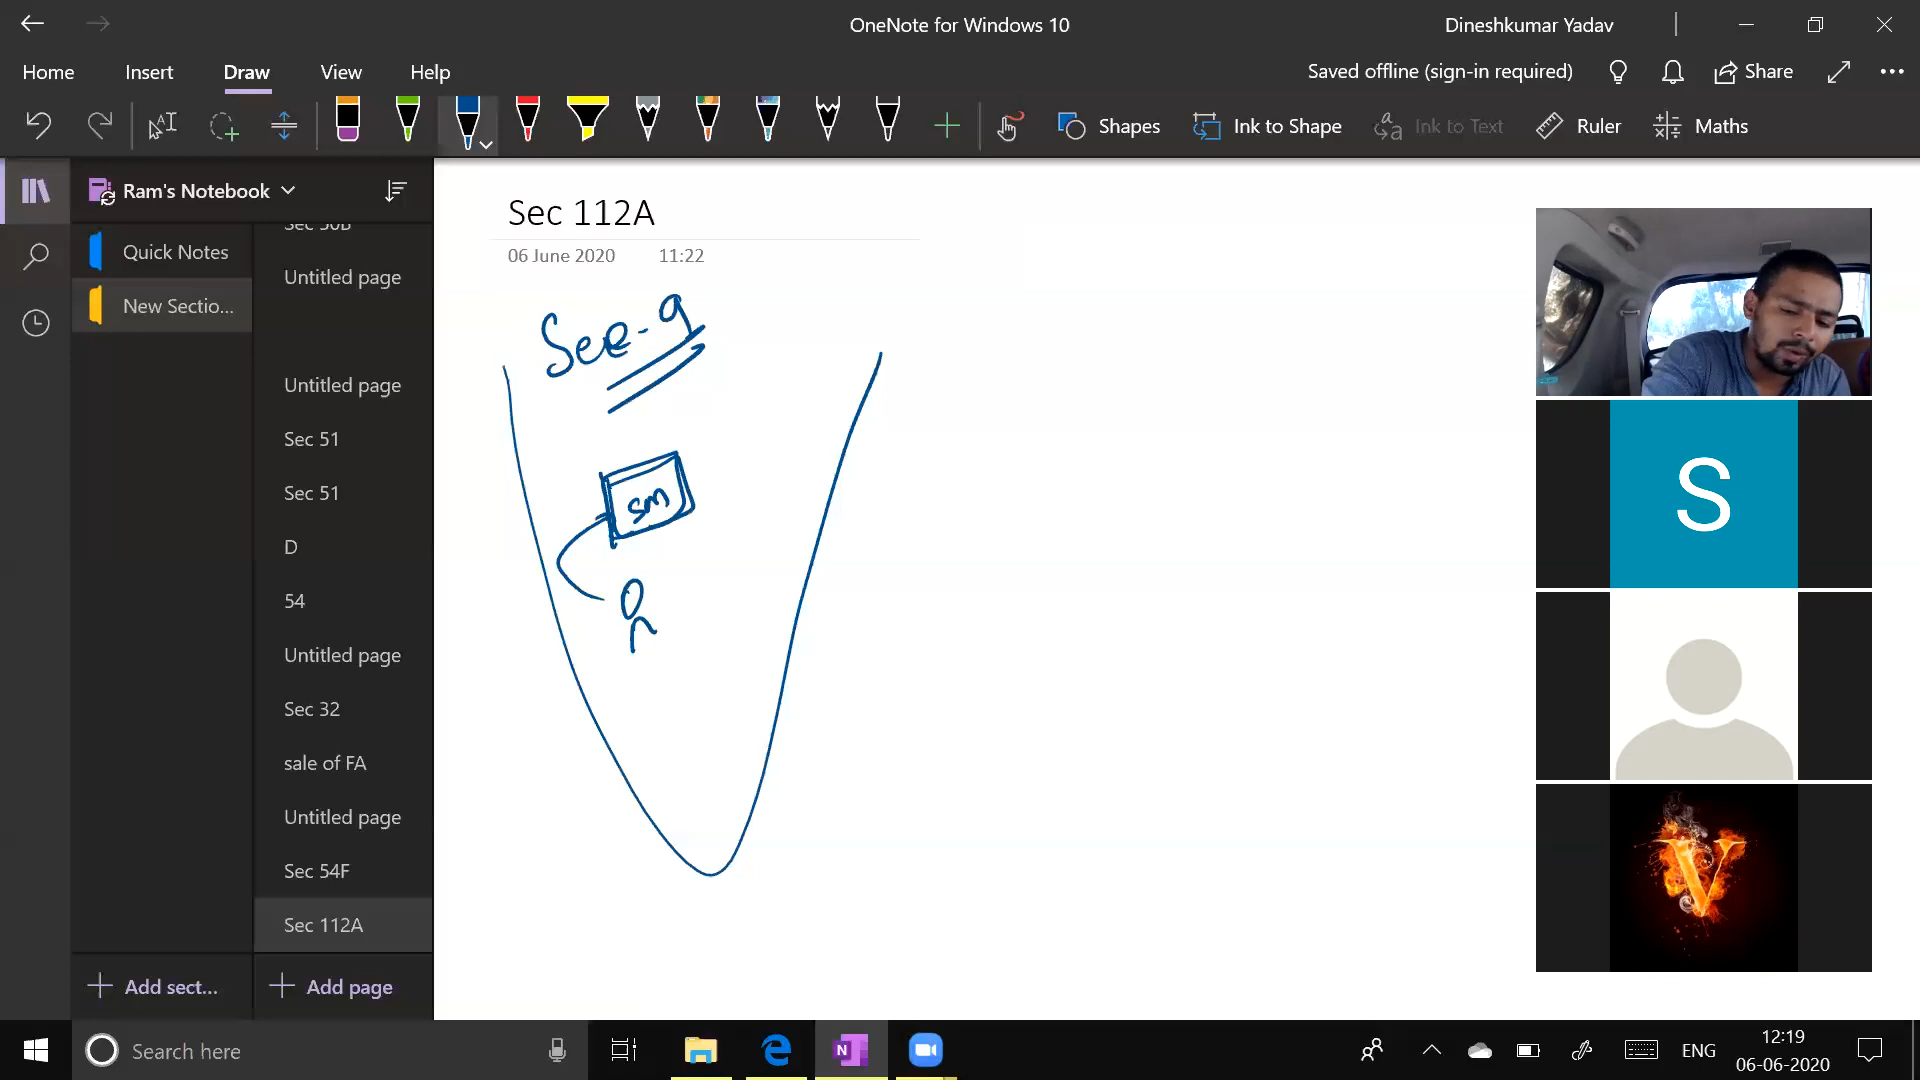 OneNote for Windows 10
Dineshkumar Yadav
Home
Insert
Draw
View
Help
Saved offline (sign-in required)
Share
Shapes
Ink to Shape
Ink to Text
Ruler
Maths
Ram's Notebook
Quick Notes
New Sectio...
Sec 50B
Untitled page
Untitled page
Sec 51
Sec 51
D
54
Untitled page
Sec 32
sale of FA
Untitled page
Sec 54F
Sec 112A
Add sect...
Add page
Sec 112A
06 June 2020 11:22
Sec-9
SM
S
V
Search here
ENG
12:19
06-06-2020